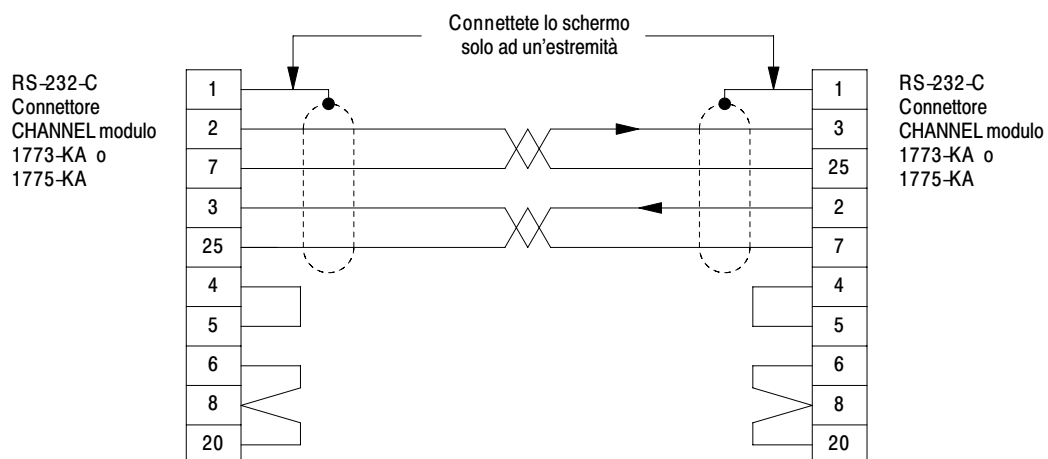 Connettete lo schermo
solo ad un'estremità
RS-232-C
Connettore
CHANNEL modulo
1773-KA o
1775-KA
1
2
7
3
25
4
5
6
8
20
1
3
25
2
7
4
5
6
8
20
RS-232-C
Connettore
CHANNEL modulo
1773-KA o
1775-KA